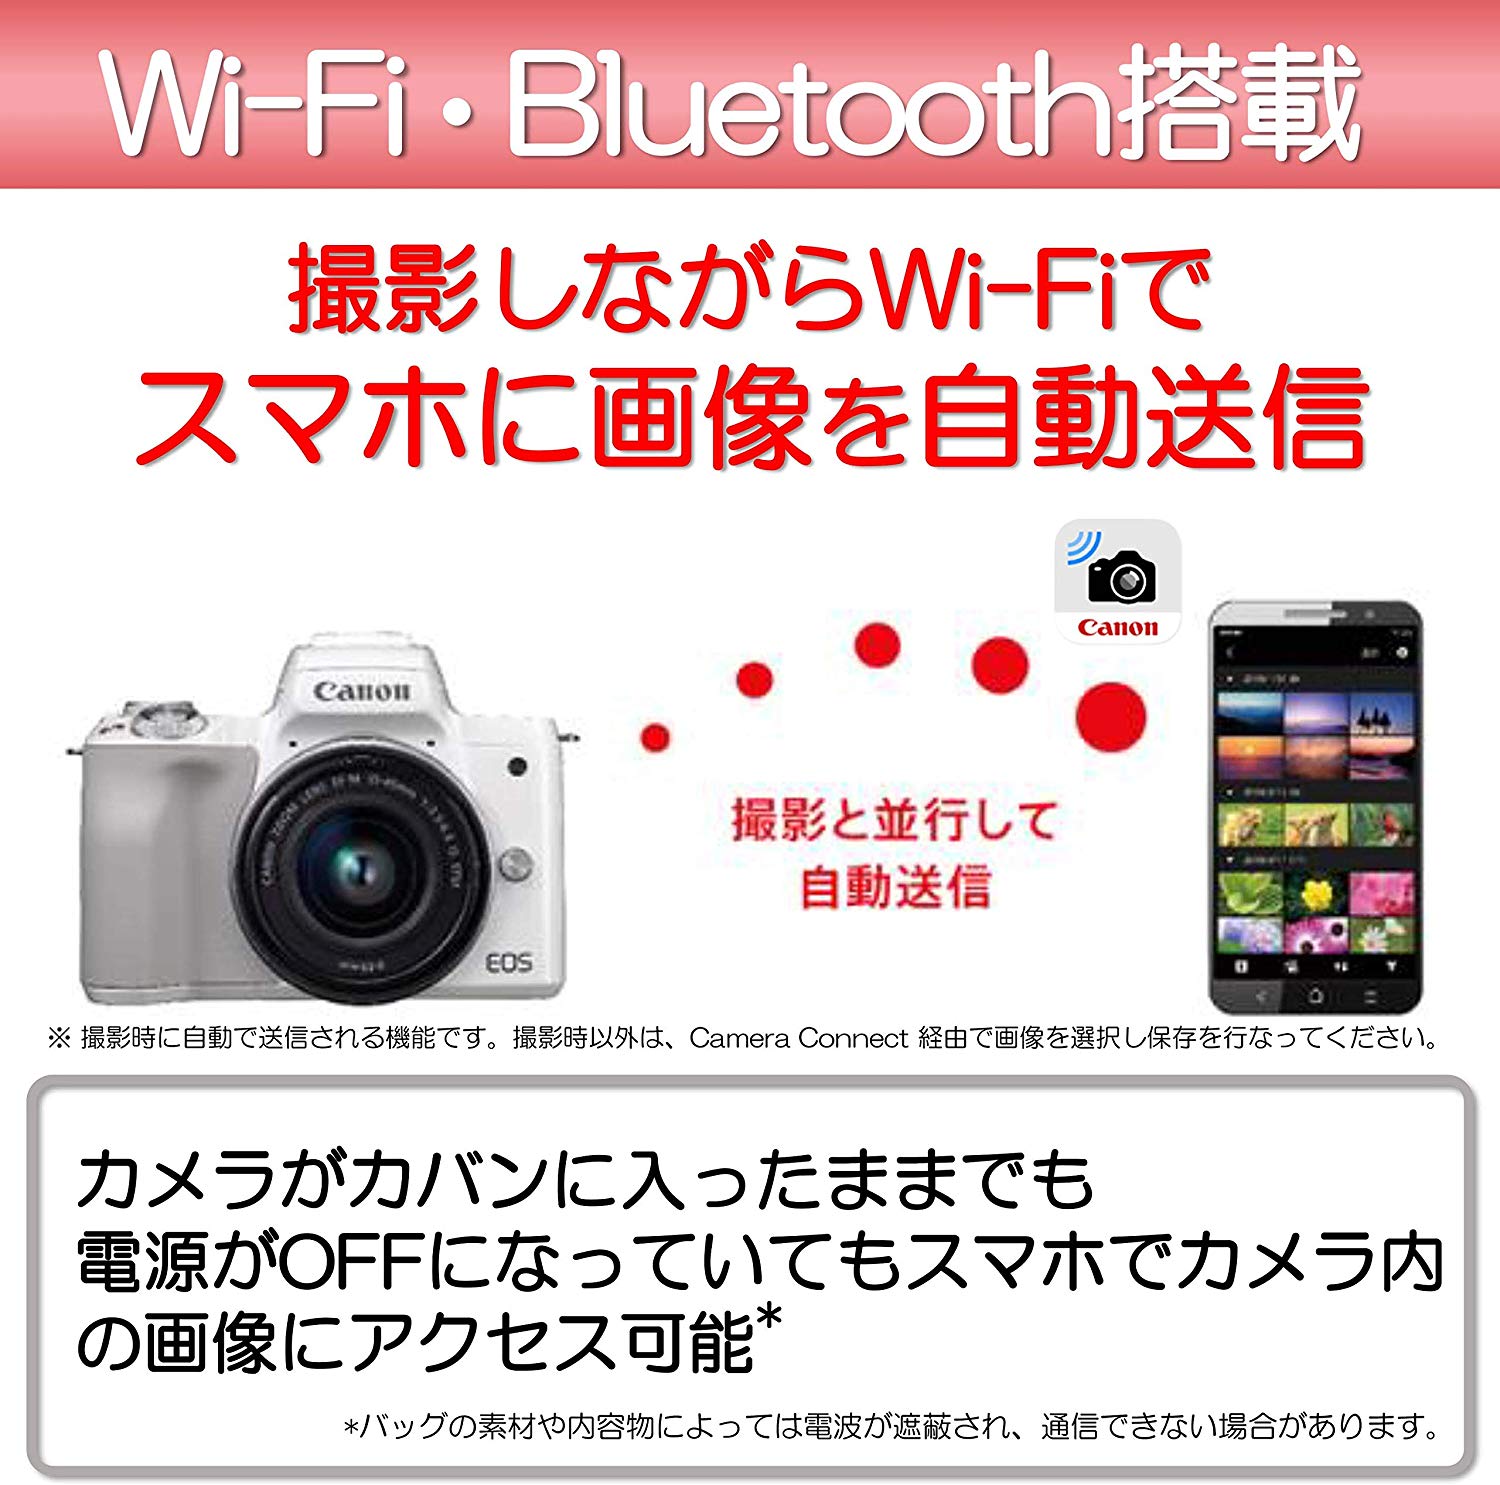 Wi-Fi・Bluetooth搭載
撮影しながらWi-Fiで
スマホに画像を自動送信
Canon
Canon
撮影と並行して
自動送信
EOS
※ 撮影時に自動で送信される機能です。撮影時以外は、Camera Connect 経由で画像を選択し保存を行なってください。
カメラがカバンに入ったままでも
電源がOFFになっていてもスマホでカメラ内
の画像にアクセス可能*
*バッグの素材や内容物によっては電波が遮蔽され、通信できない場合があります。